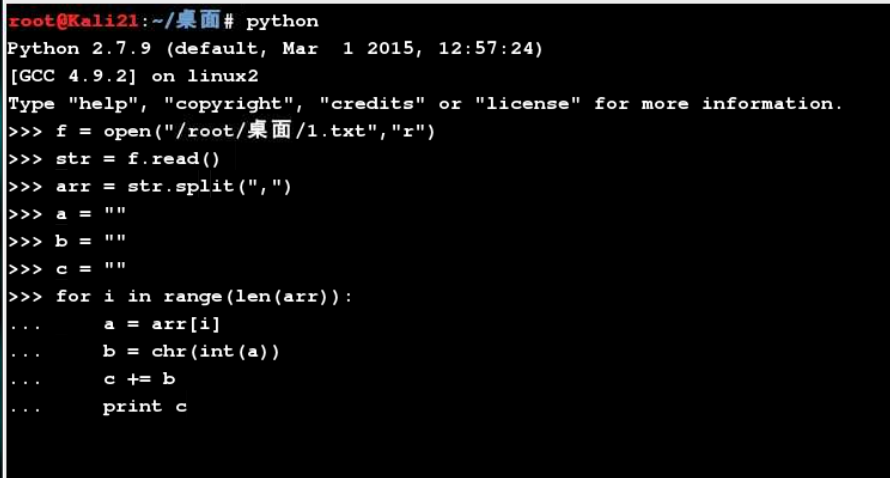 root@Kali21:~/桌面# python
Python 2.7.9 (default, Mar  1 2015, 12:57:24)
[GCC 4.9.2] on linux2
Type "help", "copyright", "credits" or "license" for more information.
>>> f = open("/root/桌面/1.txt","r")
>>> str = f.read()
>>> arr = str.split(",")
>>> a = ""
>>> b = ""
>>> c = ""
>>> for i in range(len(arr)):
...     a = arr[i]
...     b = chr(int(a))
...     c += b
...     print c